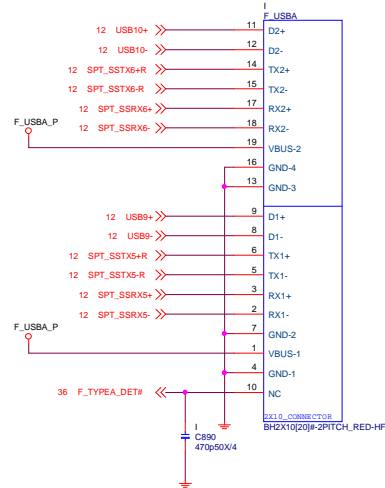 I
F_USBA
12 USB10+ 11 D2+
12 USB10- 12 D2-
12 SPT_SSTX6+R 14 TX2+
12 SPT_SSTX6-R 15 TX2-
12 SPT_SSRX6+ 17 RX2+
12 SPT_SSRX6- 18 RX2-
F_USBA_P
19 VBUS-2
16 GND-4
13 GND-3
12 USB9+ 9 D1+
12 USB9- 8 D1-
12 SPT_SSTX5+R 6 TX1+
12 SPT_SSTX5-R 5 TX1-
12 SPT_SSRX5+ 3 RX1+
12 SPT_SSRX5- 2 RX1-
F_USBA_P
7 GND-2
1 VBUS-1
4 GND-1
36 F_TYPEA_DET# 10 NC
2X10_CONNECTOR
BH2X10[20]#-2PITCH_RED-HF
I
C890
470p50X/4